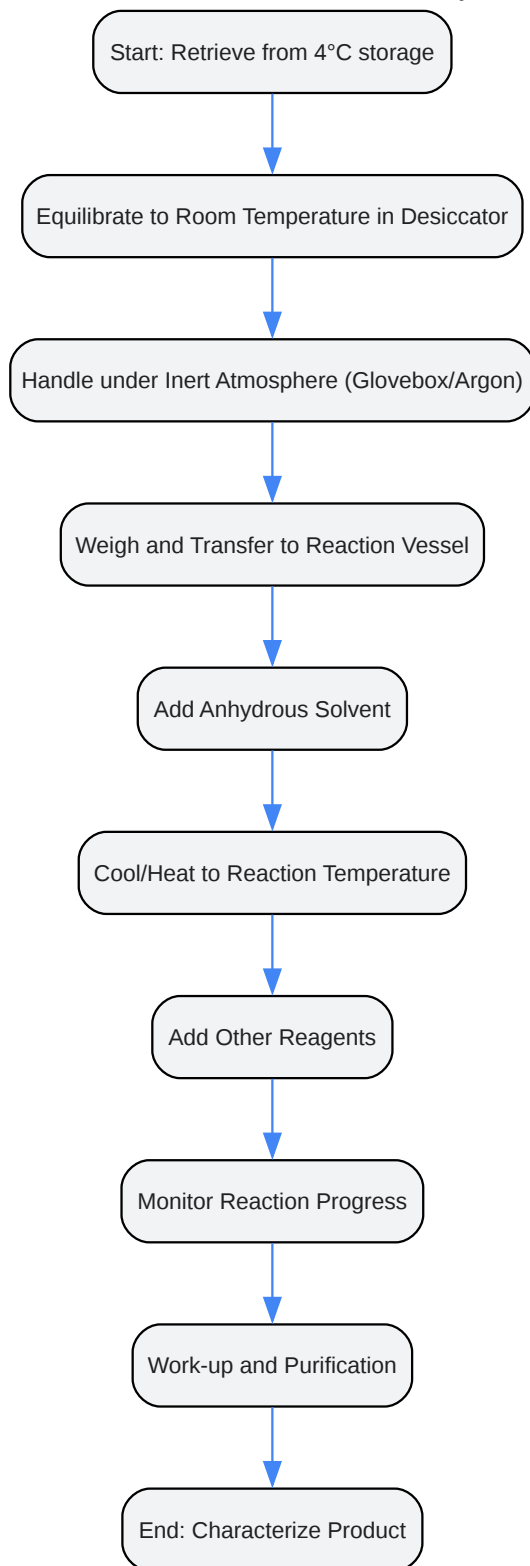 Start: Retrieve from 4°C storage
Equilibrate to Room Temperature in Desiccator
Handle under Inert Atmosphere (Glovebox/Argon)
Weigh and Transfer to Reaction Vessel
Add Anhydrous Solvent
Cool/Heat to Reaction Temperature
Add Other Reagents
Monitor Reaction Progress
Work-up and Purification
End: Characterize Product